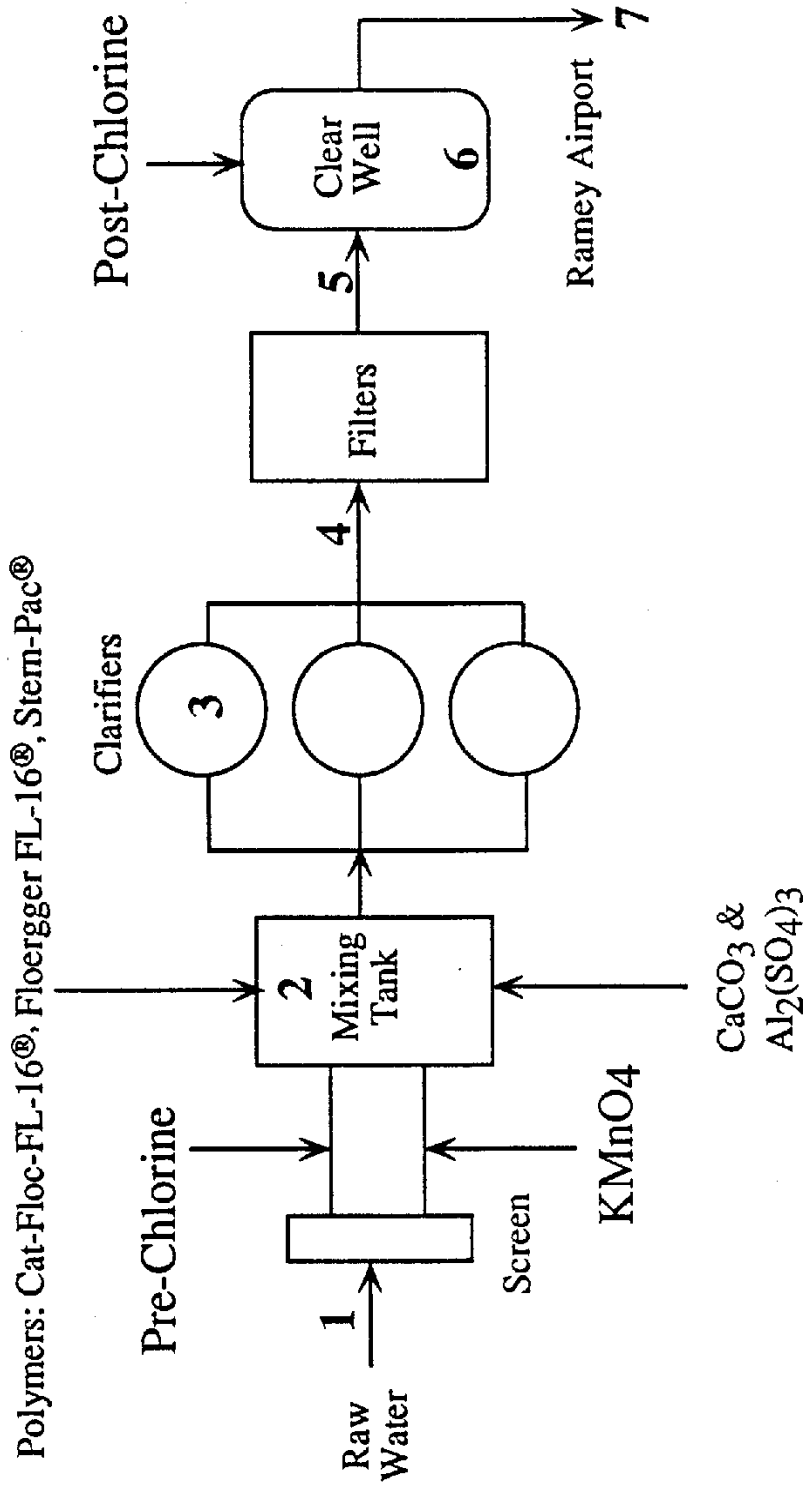 Polymers: Cat-Floc-FL-16®, Floergger FL-16®, Stern-Pac®
Pre-Chlorine
Clarifiers
Post-Chlorine
Raw
Water
1
2
Mixing
Tank
3
4
Filters
5
Clear
Well
6
Screen
KMnO4
CaCO3 &
Al2(SO4)3
Ramey Airport
7